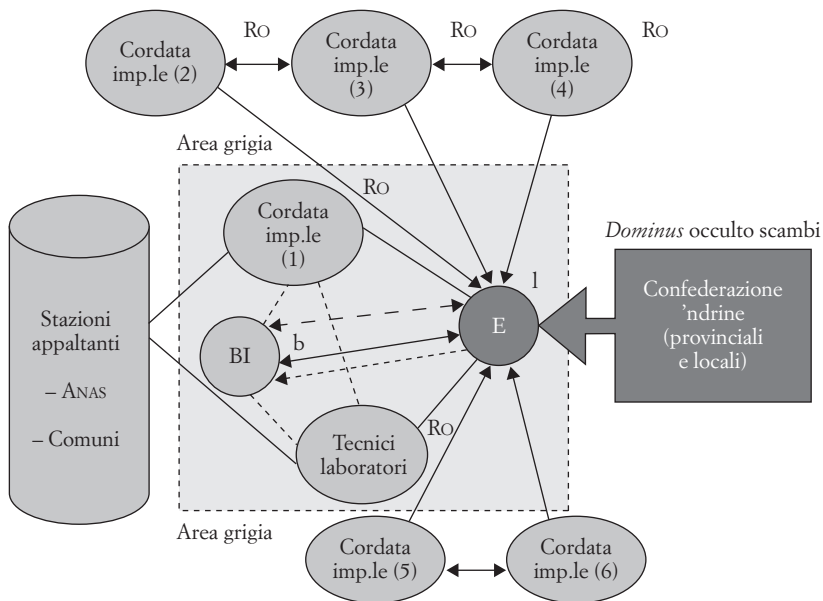 Cordata
imp.le (2)
RO
Cordata
imp.le
(3)
RO
Cordata
imp.le
(4)
RO
Area grigia
RO
Cordata
imp.le
(1)
Dominus occulto scambi
l
E
Confederazione
’ndrine
(provinciali
e locali)
Stazioni
appaltanti
– ANAS
– Comuni
BI
b
Tecnici
laboratori
RO
Area grigia
Cordata
imp.le (5)
Cordata
imp.le (6)